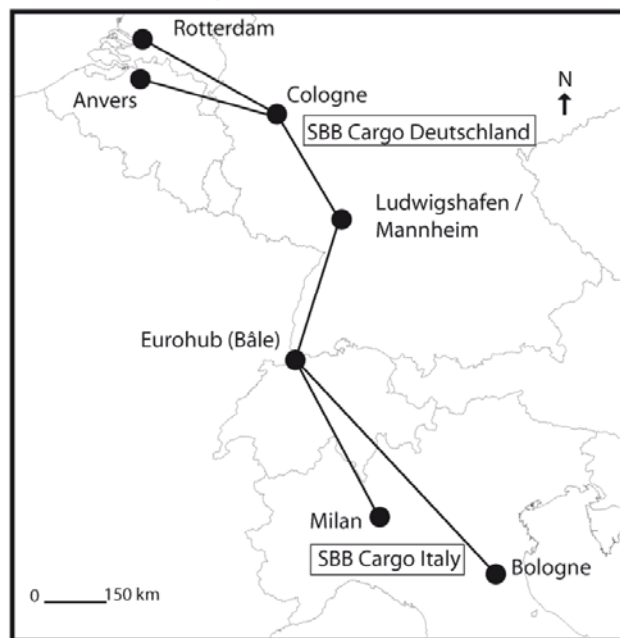 Rotterdam
Anvers
Cologne
N
SBB Cargo Deutschland
Ludwigshafen /
Mannheim
Eurohub (Bâle)
Milan
SBB Cargo Italy
Bologne
0 150 km